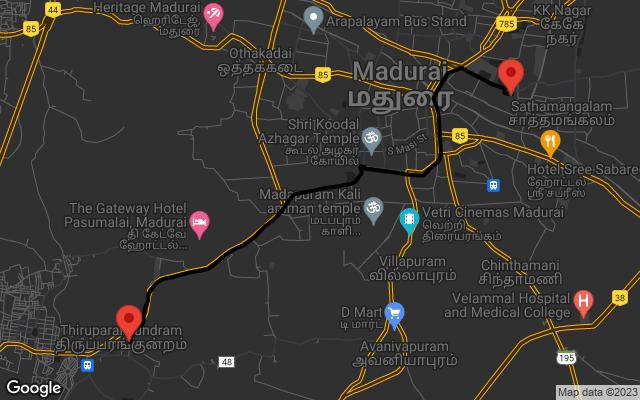 44
Heritage Madurai
ஹெரிடேஜ்
மதுரை
85
Arapalayam Bus Stand
785
KK Nagar
கேகே
நகர்
Othakadai
ஒத்தக்கடை
85
Madurai
மதுரை
Sathamangalam
சாத்தமங்கலம்
Shri Koodal
Azhagar Temple
கூடல் அழகர்
கோயில்
S Masi St
85
Hotel Sree Sabaree
ஹோட்டல்
ஸ்ரீ சபரீஸ்
Madapuram Kali
amman temple
மடப்புரம்
காளி...
The Gateway Hotel
Pasumalai, Madurai
தி கேட்வே
ஹோட்டல்...
Vetri Cinemas Madurai
வெற்றி
திரையரங்கம்
Villapuram
வில்லாபுரம்
Chinthamani
சிந்தாமணி
38
Velammal Hospital
and Medical College
D Mart
டி மார்ட்
Thiruparankundram
திருப்பரங்குன்றம்
Avaniyapuram
அவனியாபுரம்
48
195
Google
Map data ©2023